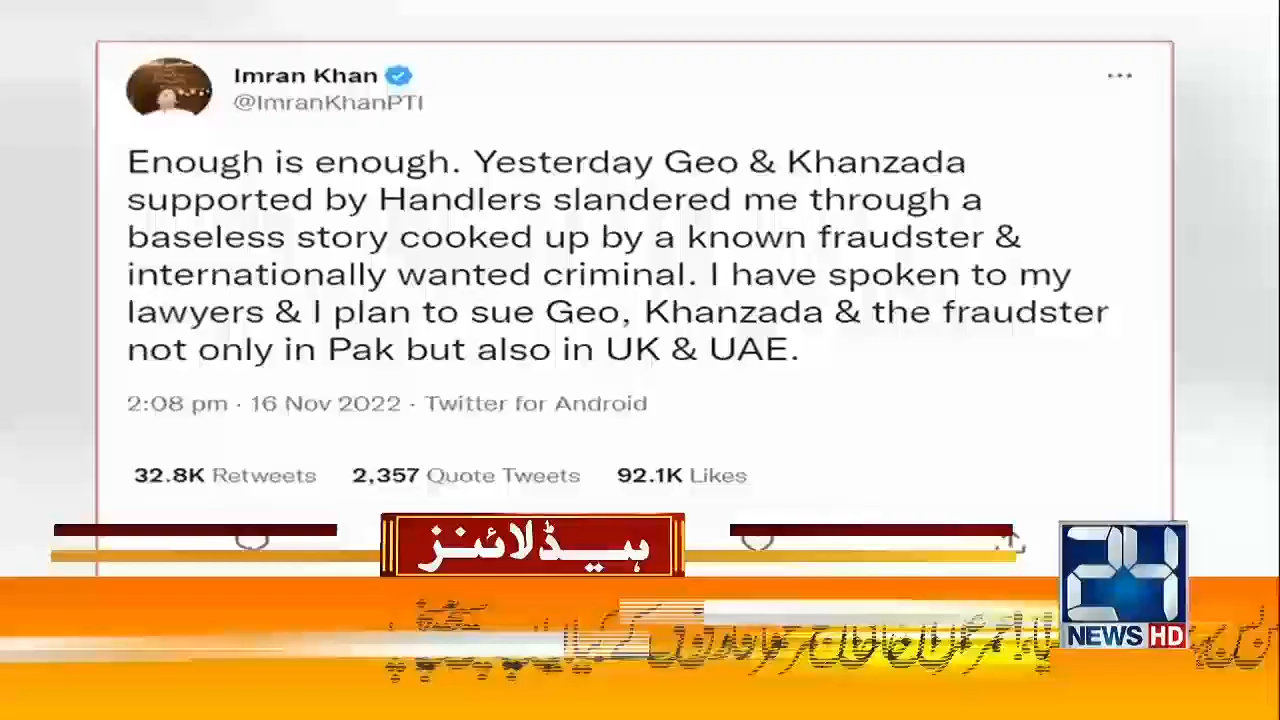 Imran Khan
@ImranKhanPTI
Enough is enough. Yesterday Geo & Khanzada
supported by Handlers slandered me through a
baseless story cooked up by a known fraudster &
internationally wanted criminal. I have spoken to my
lawyers & I plan to sue Geo, Khanzada & the fraudster
not only in Pak but also in UK & UAE.
2:08 pm · 16 Nov 2022 · Twitter for Android
32.8K Retweets 2,357 Quote Tweets 92.1K Likes
ہیڈلائنز
24
NEWS HD